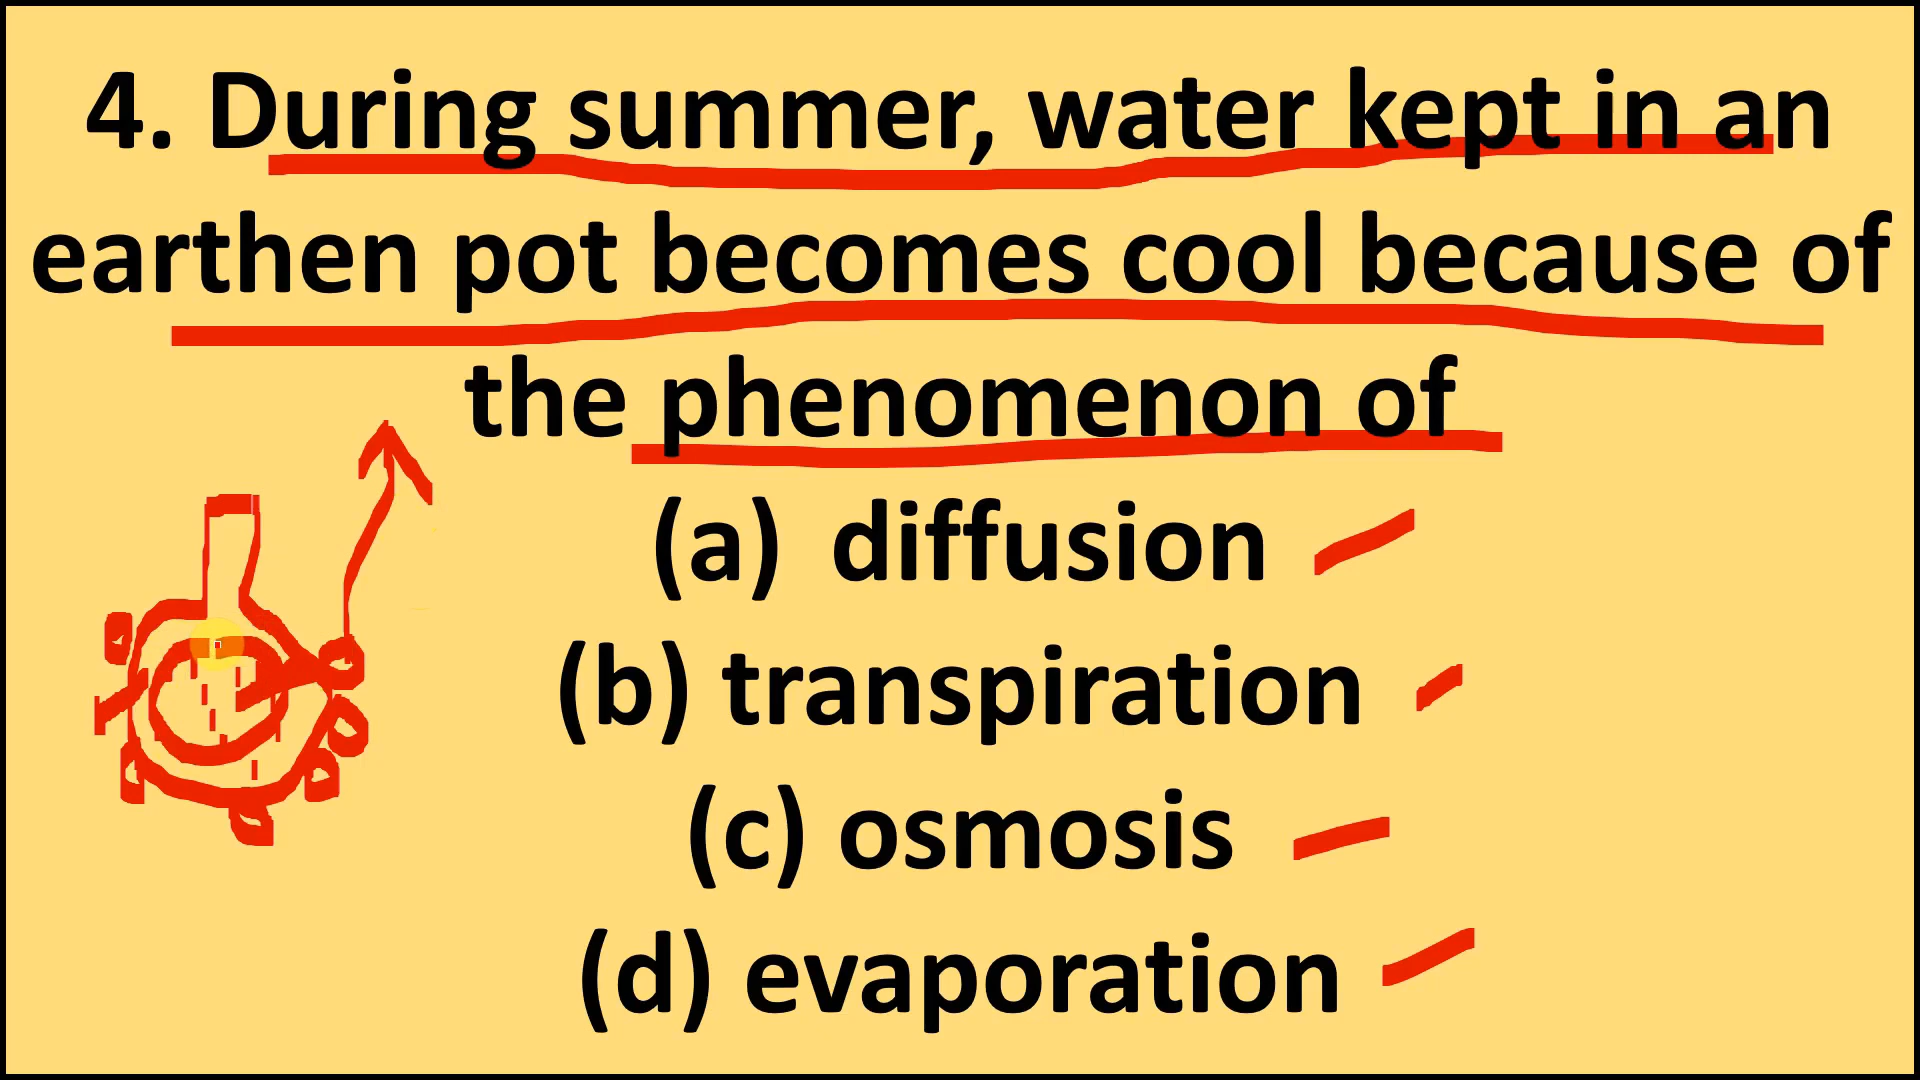 4. During summer, water kept in an
earthen pot becomes cool because of
the phenomenon of
(a) diffusion
(b) transpiration
(c) osmosis
(d) evaporation